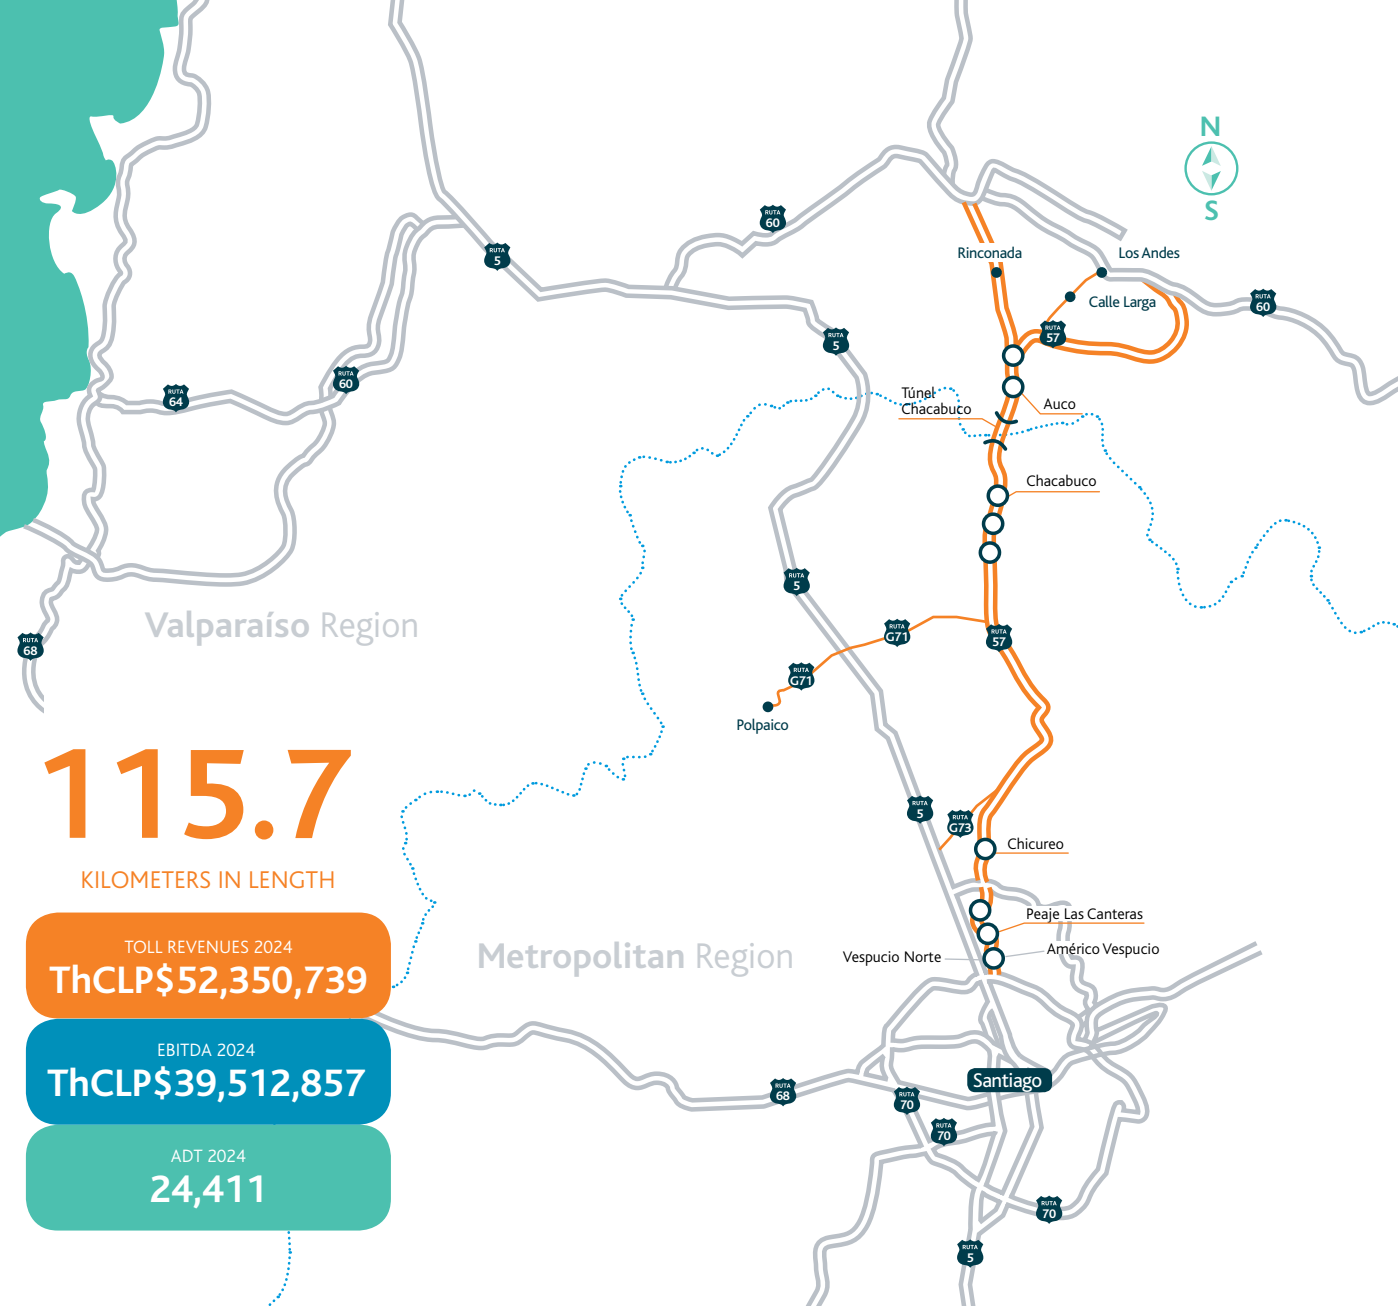 N
S
RUTA
60
RUTA
5
Rinconada
Los Andes
Calle Larga
RUTA
60
RUTA
57
RUTA
5
RUTA
60
RUTA
64
Túnel
Chacabuco
Auco
Chacabuco
RUTA
5
Valparaíso Region
RUTA
68
RUTA
G71
RUTA
57
RUTA
G71
Polpaico
115.7
KILOMETERS IN LENGTH
RUTA
5
RUTA
G73
Chicureo
TOLL REVENUES 2024
ThCLP$52,350,739
Metropolitan Region
Peaje Las Canteras
Vespucio Norte
Américo Vespucio
EBITDA 2024
ThCLP$39,512,857
Santiago
RUTA
68
RUTA
70
RUTA
70
ADT 2024
24,411
RUTA
70
RUTA
5